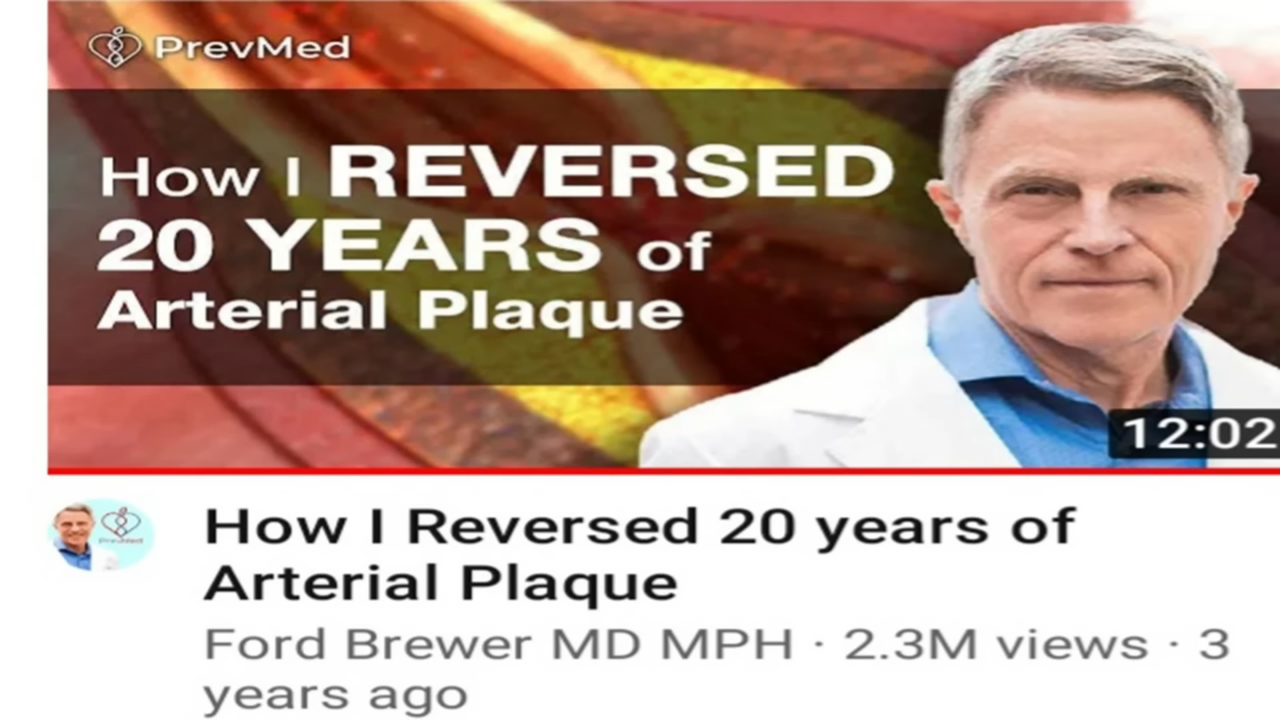 PrevMed
How I REVERSED
20 YEARS of
Arterial Plaque
12:02
How I Reversed 20 years of
Arterial Plaque
Ford Brewer MD MPH · 2.3M views · 3
years ago
PrevMed